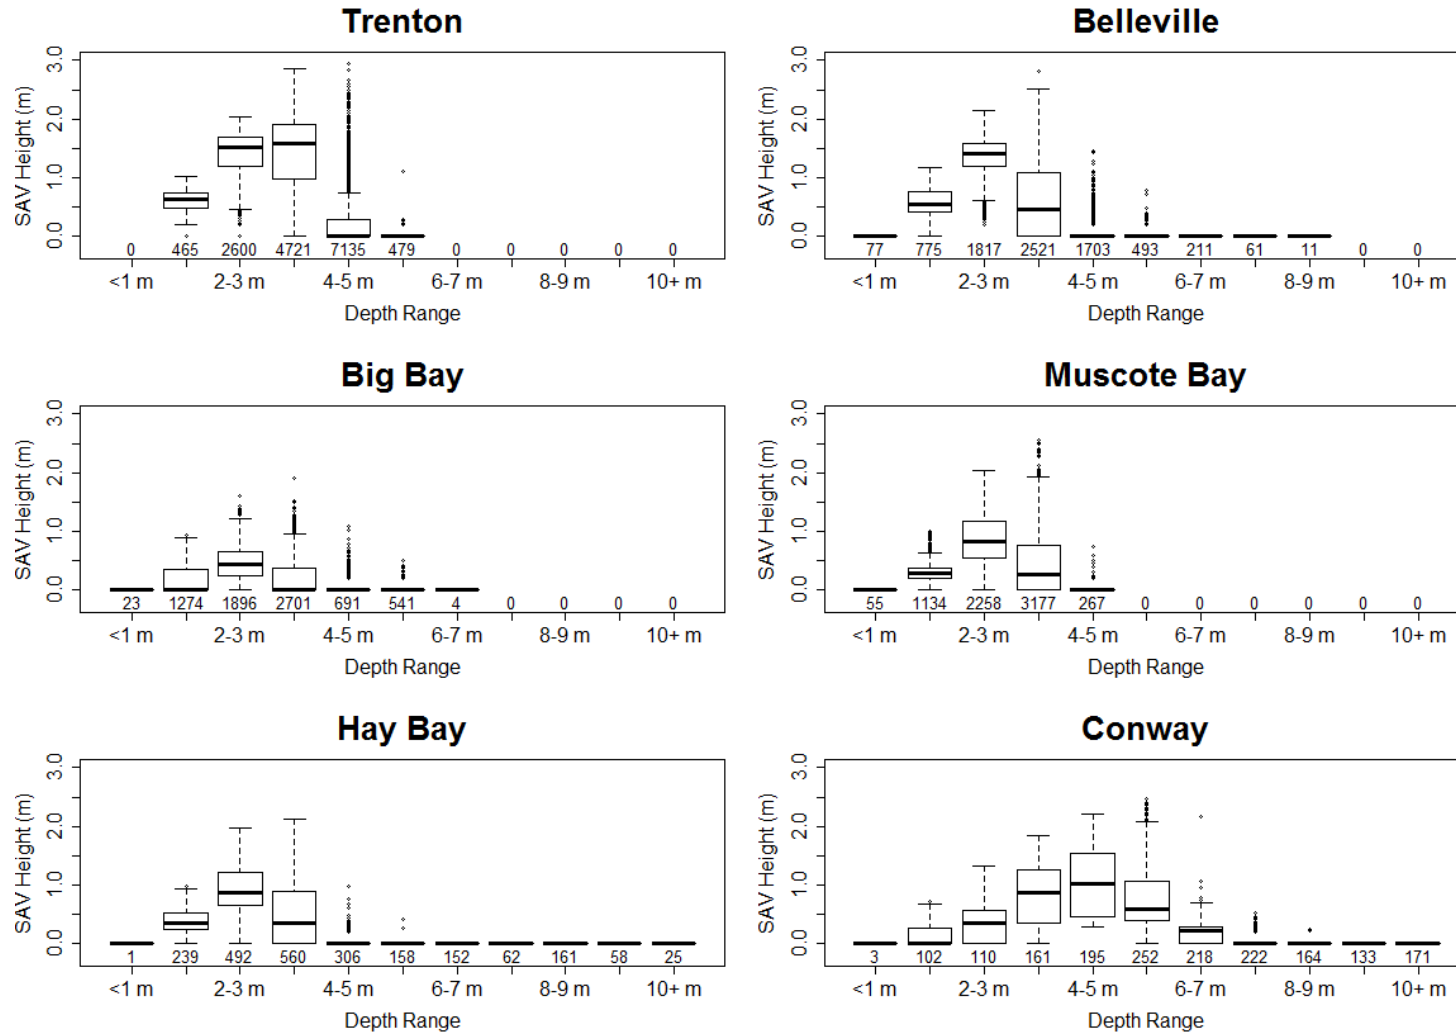 Trenton
SAV Height (m)
3.0
2.0
1.0
0.0
0 465 2600 4721 7135 479 0 0 0 0 0
<1 m 2-3 m 4-5 m 6-7 m 8-9 m 10+ m
Depth Range
Belleville
SAV Height (m)
3.0
2.0
1.0
0.0
77 775 1817 2521 1703 493 211 61 11 0 0
<1 m 2-3 m 4-5 m 6-7 m 8-9 m 10+ m
Depth Range
Big Bay
SAV Height (m)
3.0
2.0
1.0
0.0
23 1274 1896 2701 691 541 4 0 0 0 0
<1 m 2-3 m 4-5 m 6-7 m 8-9 m 10+ m
Depth Range
Muscote Bay
SAV Height (m)
3.0
2.0
1.0
0.0
55 1134 2258 3177 267 0 0 0 0 0 0
<1 m 2-3 m 4-5 m 6-7 m 8-9 m 10+ m
Depth Range
Hay Bay
SAV Height (m)
3.0
2.0
1.0
0.0
1 239 492 560 306 158 152 62 161 58 25
<1 m 2-3 m 4-5 m 6-7 m 8-9 m 10+ m
Depth Range
Conway
SAV Height (m)
3.0
2.0
1.0
0.0
3 102 110 161 195 252 218 222 164 133 171
<1 m 2-3 m 4-5 m 6-7 m 8-9 m 10+ m
Depth Range